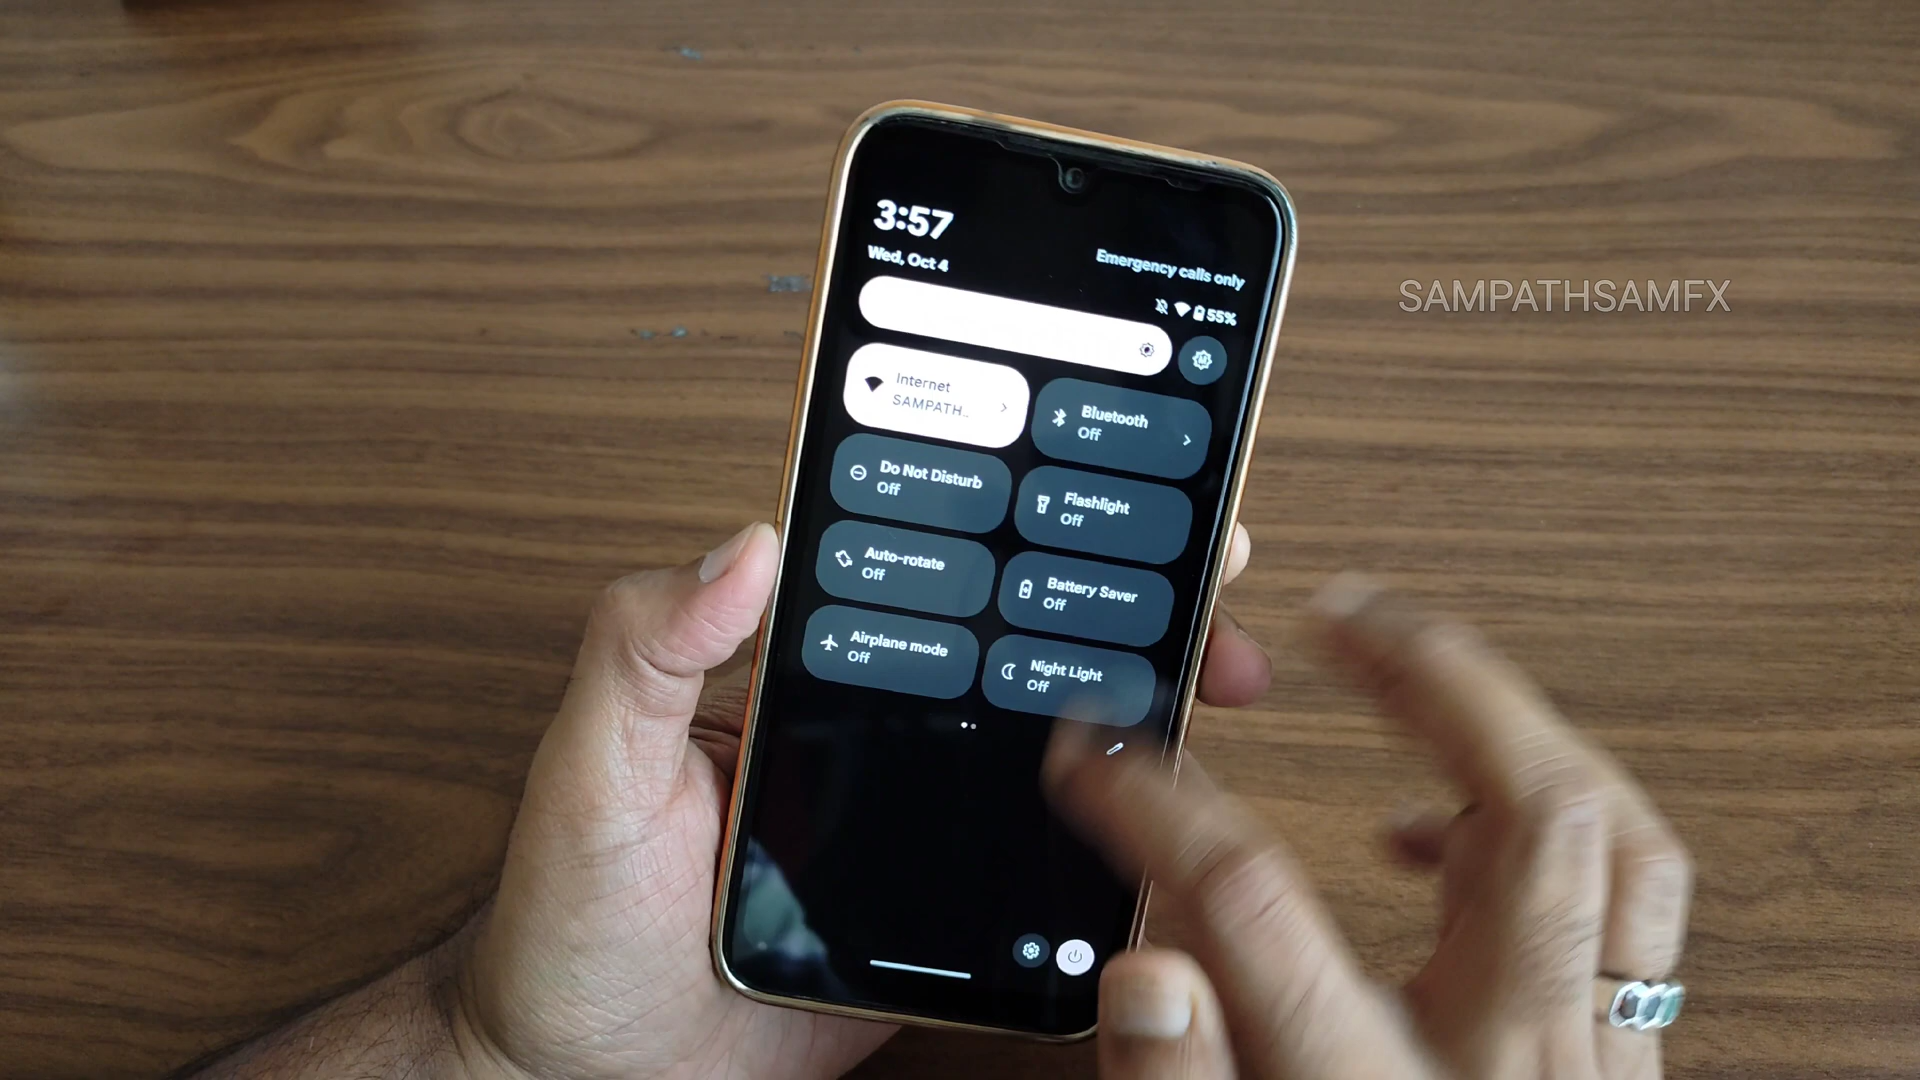 3:57
Wed, Oct 4
Emergency calls only
55%
SAMPATHSAMFX
Internet
SAMPATH...
Bluetooth
Off
Do Not Disturb
Off
Flashlight
Off
Auto-rotate
Off
Battery Saver
Off
Airplane mode
Off
Night Light
Off